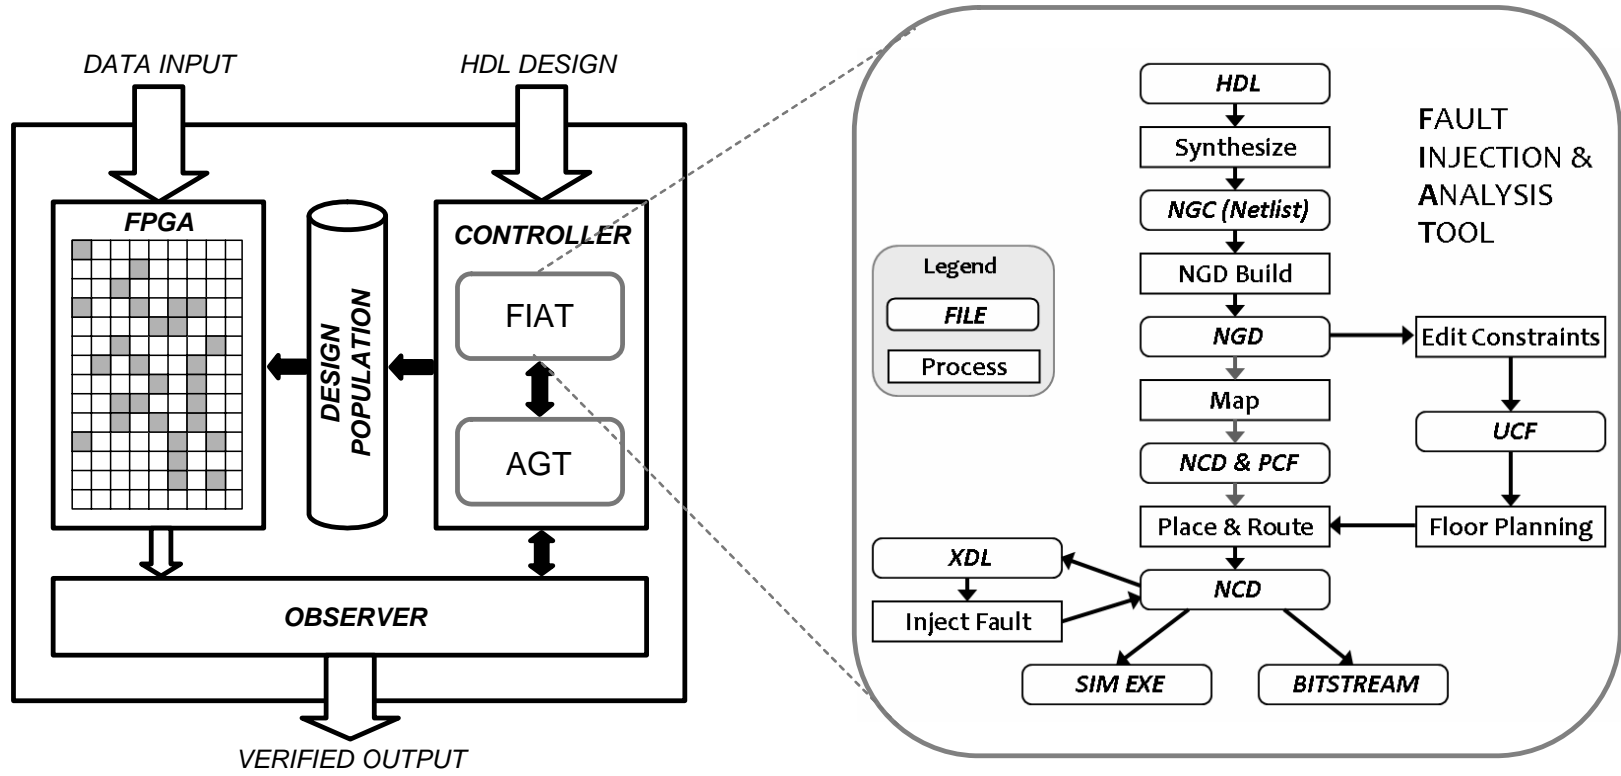 DATA INPUT
HDL DESIGN
FPGA
DESIGN
POPULATION
CONTROLLER
FIAT
AGT
OBSERVER
VERIFIED OUTPUT
FAULT
INJECTION &
ANALYSIS
TOOL
Legend
FILE
Process
HDL
Synthesize
NGC (Netlist)
NGD Build
NGD
Edit Constraints
Map
UCF
NCD & PCF
Place & Route
Floor Planning
XDL
NCD
Inject Fault
SIM EXE
BITSTREAM